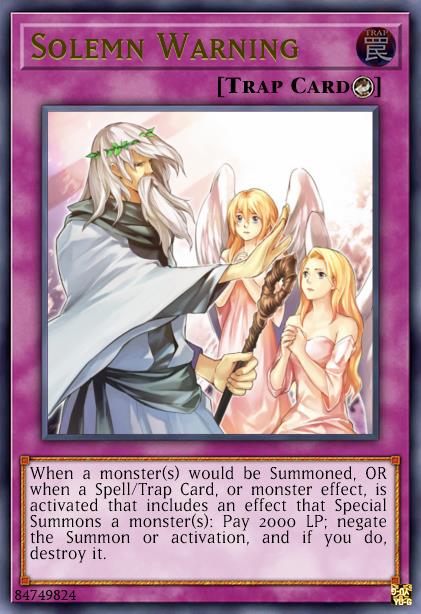 Solemn Warning
TRAP
罠
[Trap Card]
When a monster(s) would be Summoned, OR
when a Spell/Trap Card, or monster effect, is
activated that includes an effect that Special
Summons a monster(s): Pay 2000 LP; negate
the Summon or activation, and if you do,
destroy it.
84749824